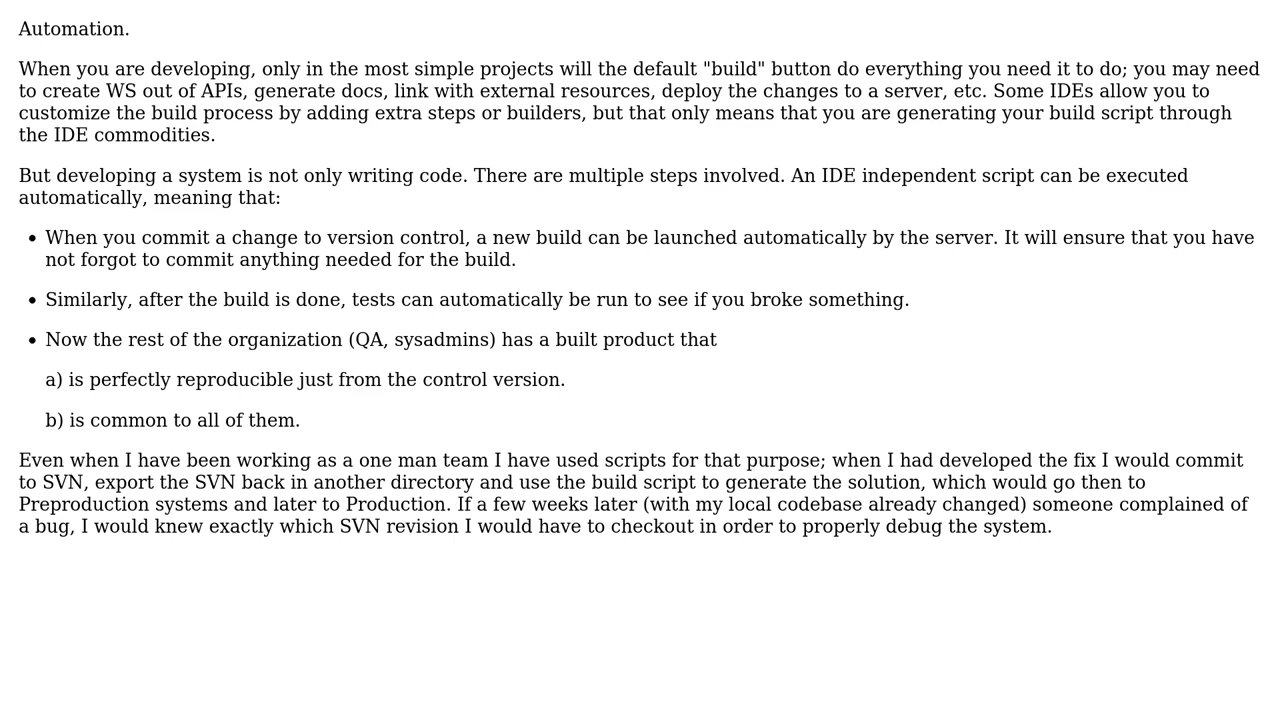 Automation.
When you are developing, only in the most simple projects will the default "build" button do everything you need it to do; you may need
to create WS out of APIs, generate docs, link with external resources, deploy the changes to a server, etc. Some IDEs allow you to
customize the build process by adding extra steps or builders, but that only means that you are generating your build script through
the IDE commodities.
But developing a system is not only writing code. There are multiple steps involved. An IDE independent script can be executed
automatically, meaning that:
• When you commit a change to version control, a new build can be launched automatically by the server. It will ensure that you have
not forgot to commit anything needed for the build.
• Similarly, after the build is done, tests can automatically be run to see if you broke something.
• Now the rest of the organization (QA, sysadmins) has a built product that
a) is perfectly reproducible just from the control version.
b) is common to all of them.
Even when I have been working as a one man team I have used scripts for that purpose; when I had developed the fix I would commit
to SVN, export the SVN back in another directory and use the build script to generate the solution, which would go then to
Preproduction systems and later to Production. If a few weeks later (with my local codebase already changed) someone complained of
a bug, I would knew exactly which SVN revision I would have to checkout in order to properly debug the system.